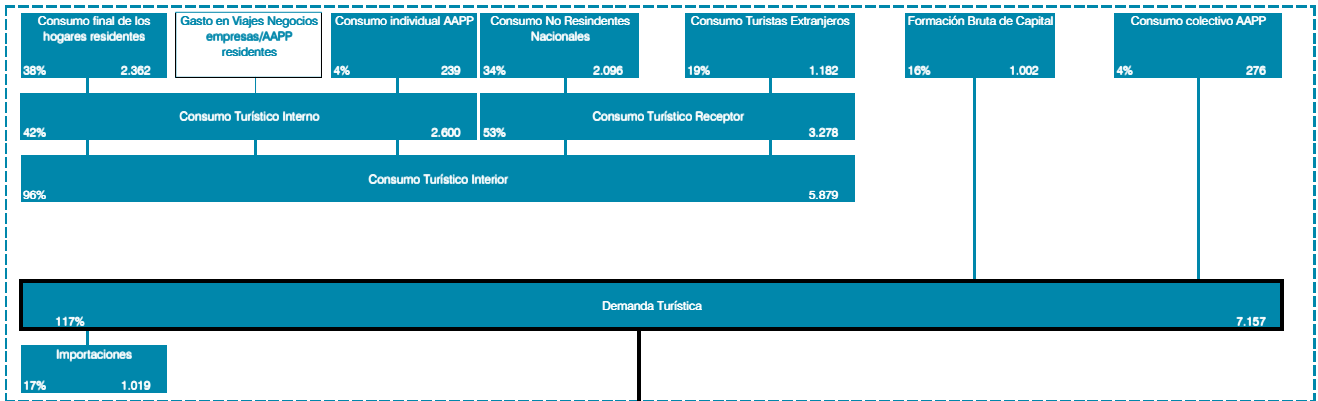 Consumo final de los
hogares residentes
38% 2.362
Gasto en Viajes Negocios
empresas/AAPP
residentes
Consumo individual AAPP
4% 239
Consumo No Resindentes
Nacionales
34% 2.096
Consumo Turistas Extranjeros
19% 1.182
Formación Bruta de Capital
16% 1.002
Consumo colectivo AAPP
4% 276
Consumo Turístico Interno
42% 2.600
Consumo Turístico Receptor
53% 3.278
Consumo Turístico Interior
96% 5.879
Demanda Turística
117% 7.157
Importaciones
17% 1.019